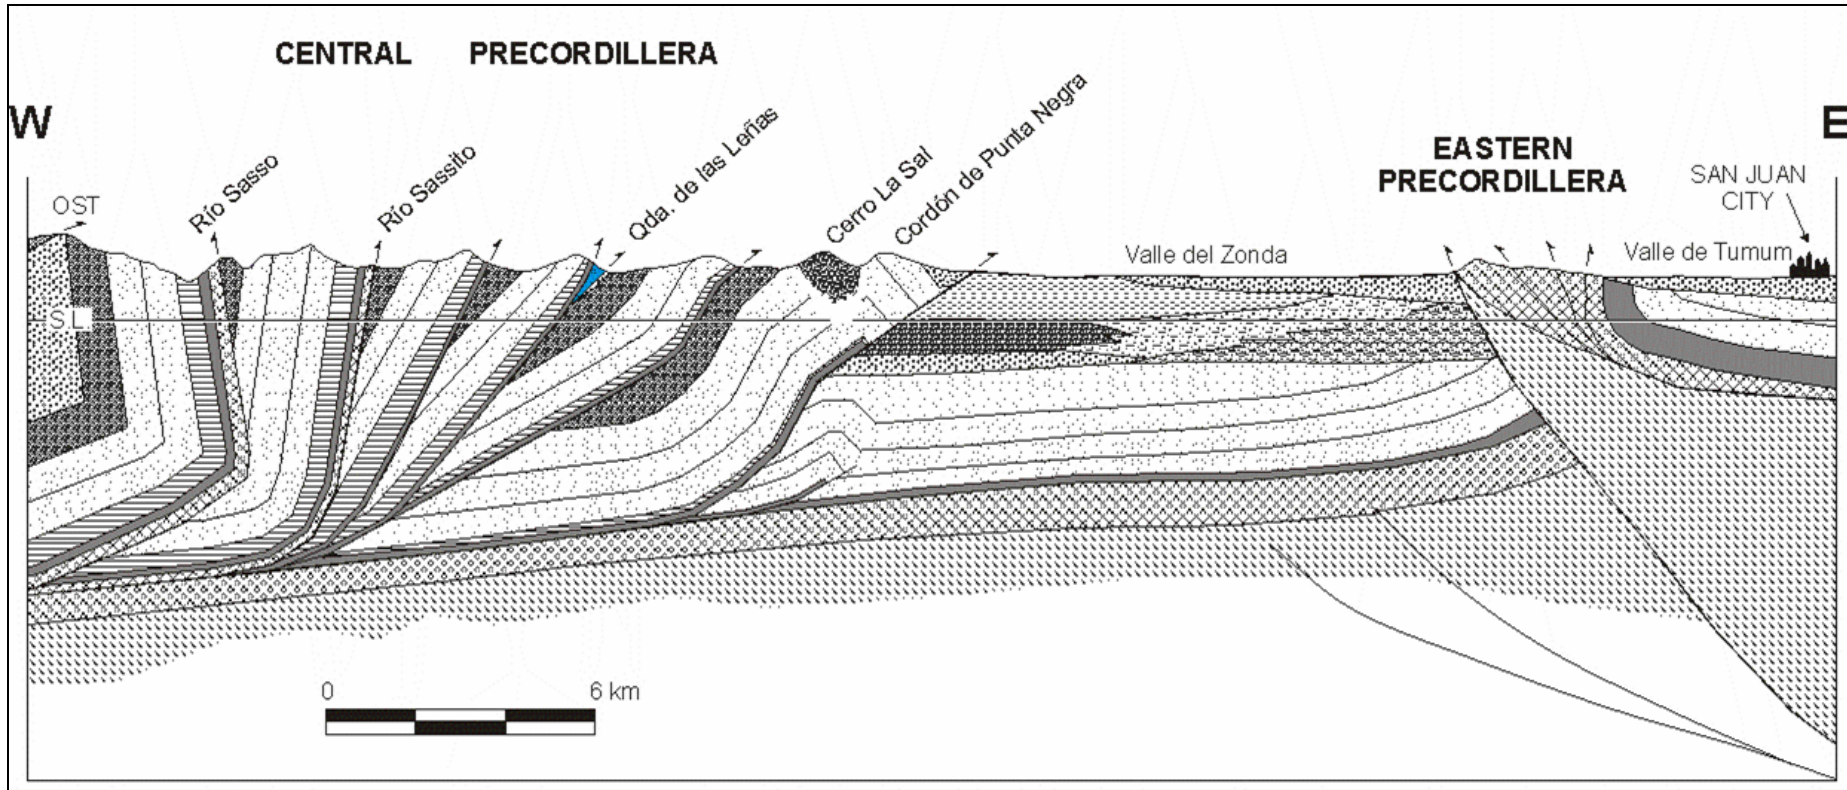 CENTRAL PRECORDILLERA
W
E
EASTERN
PRECORDILLERA
SAN JUAN
CITY
OST
Río Sasso
Río Sassito
Qda. de las Leñas
Cerro La Sal
Cordón de Punta Negra
Valle del Zonda
Valle de Tumum
SL
0 6 km